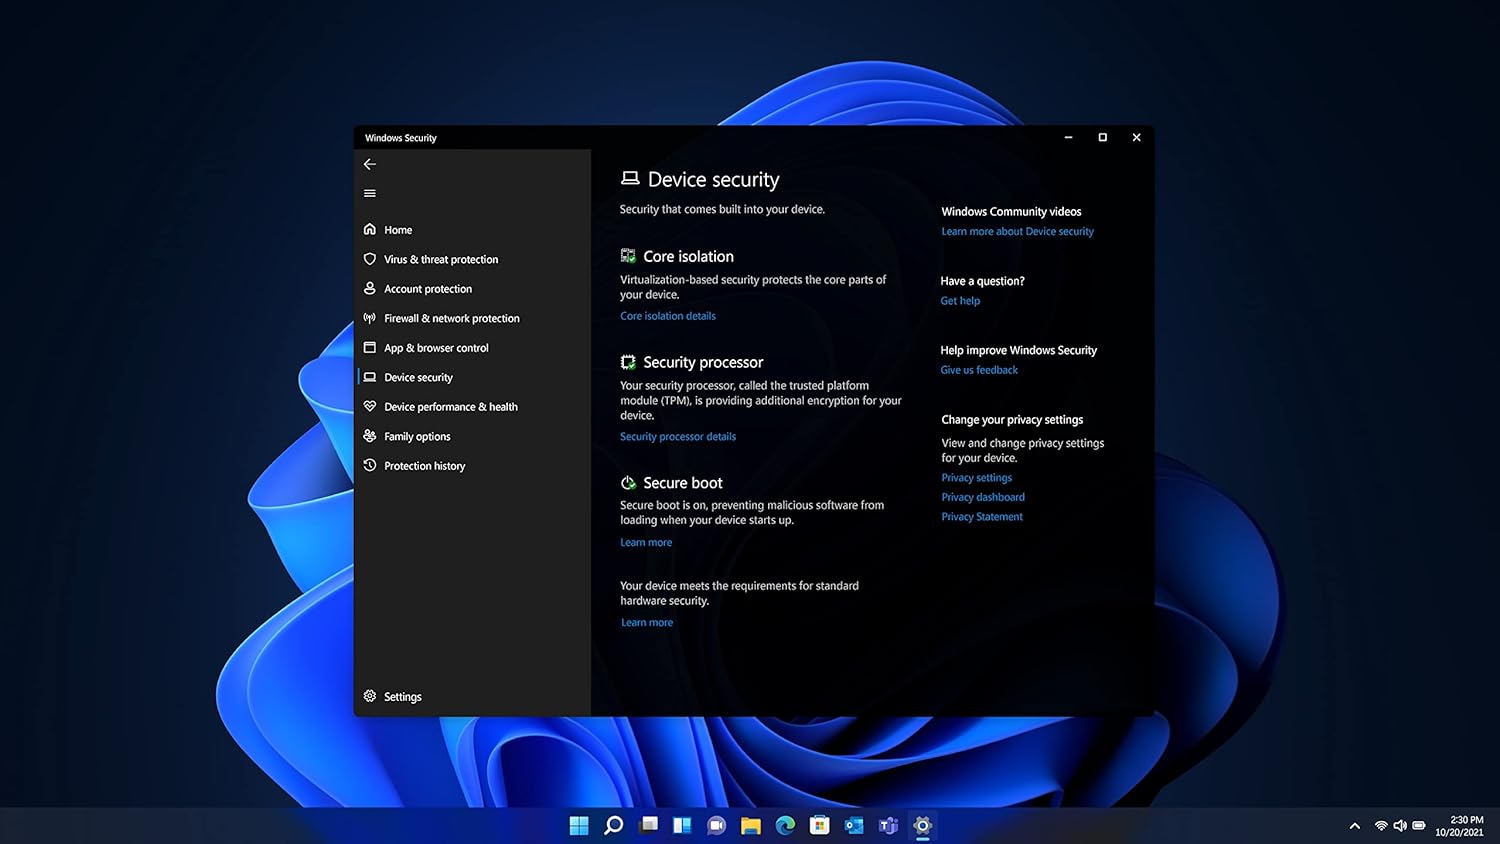 Windows Security
Home
Virus & threat protection
Account protection
Firewall & network protection
App & browser control
Device security
Device performance & health
Family options
Protection history
Settings
Device security
Security that comes built into your device.
Core isolation
Virtualization-based security protects the core parts of
your device.
Core isolation details
Security processor
Your security processor, called the trusted platform
module (TPM), is providing additional encryption for your
device.
Security processor details
Secure boot
Secure boot is on, preventing malicious software from
loading when your device starts up.
Learn more
Your device meets the requirements for standard
hardware security.
Learn more
Windows Community videos
Learn more about Device security
Have a question?
Get help
Help improve Windows Security
Give us feedback
Change your privacy settings
View and change privacy settings
for your device.
Privacy settings
Privacy dashboard
Privacy Statement
2:30 PM
10/20/2021